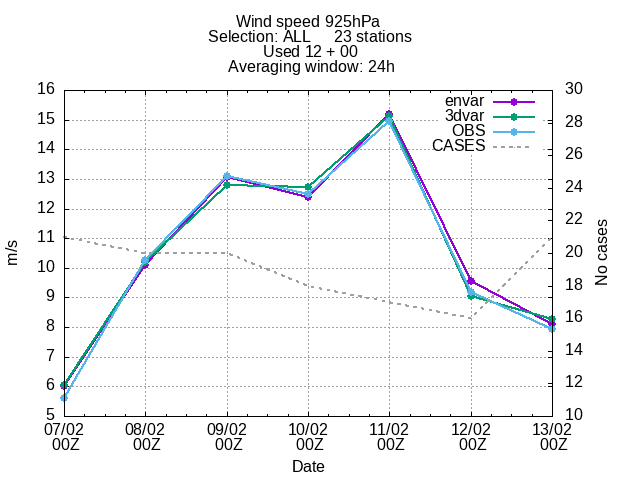 Wind speed 925hPa
Selection: ALL 23 stations
Used 12 + 00
Averaging window: 24h
envar
3dvar
OBS
CASES
16
15
14
13
12
11
10
9
8
7
6
5
m/s
30
28
26
24
22
20
18
16
14
12
10
No cases
07/02 08/02 09/02 10/02 11/02 12/02 13/02
00Z 00Z 00Z 00Z 00Z 00Z 00Z
Date